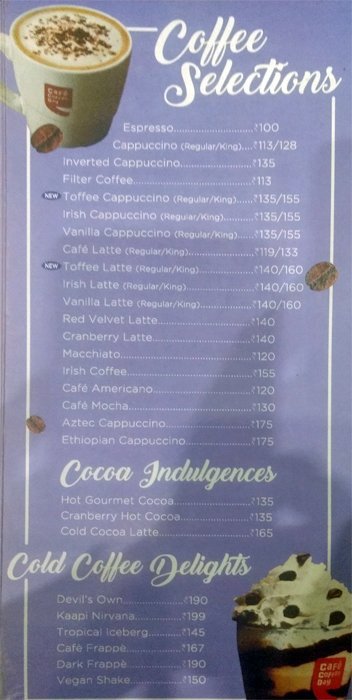 Coffee
Selections
Café
Coffee
Day
Espresso..................₹100
Cappuccino (Regular/King)....₹113/128
Inverted Cappuccino..................₹135
Filter Coffee..................₹113
NEW Toffee Cappuccino (Regular/King).....₹135/155
Irish Cappuccino (Regular/King).......₹135/155
Vanilla Cappuccino (Regular/King).....₹135/155
Café Latte (Regular/King)..................₹119/133
NEW Toffee Latte (Regular/King)..............₹140/160
Irish Latte (Regular/King)..................₹140/160
Vanilla Latte (Regular/King)..............₹140/160
Red Velvet Latte..................₹140
Cranberry Latte..................₹140
Macchiato..................₹120
Irish Coffee..................₹155
Café Americano..................₹120
Café Mocha..................₹130
Aztec Cappuccino..................₹175
Ethiopian Cappuccino..................₹175
Cocoa Indulgences
Hot Gourmet Cocoa..................₹135
Cranberry Hot Cocoa..................₹135
Cold Cocoa Latte..................₹165
Cold Coffee Delights
Devil's Own..................₹190
Kaapi Nirvana..................₹199
Tropical Iceberg..................₹145
Café Frappè..................₹167
Dark Frappè..................₹190
Vegan Shake..................₹150
Café
Coffee
Day